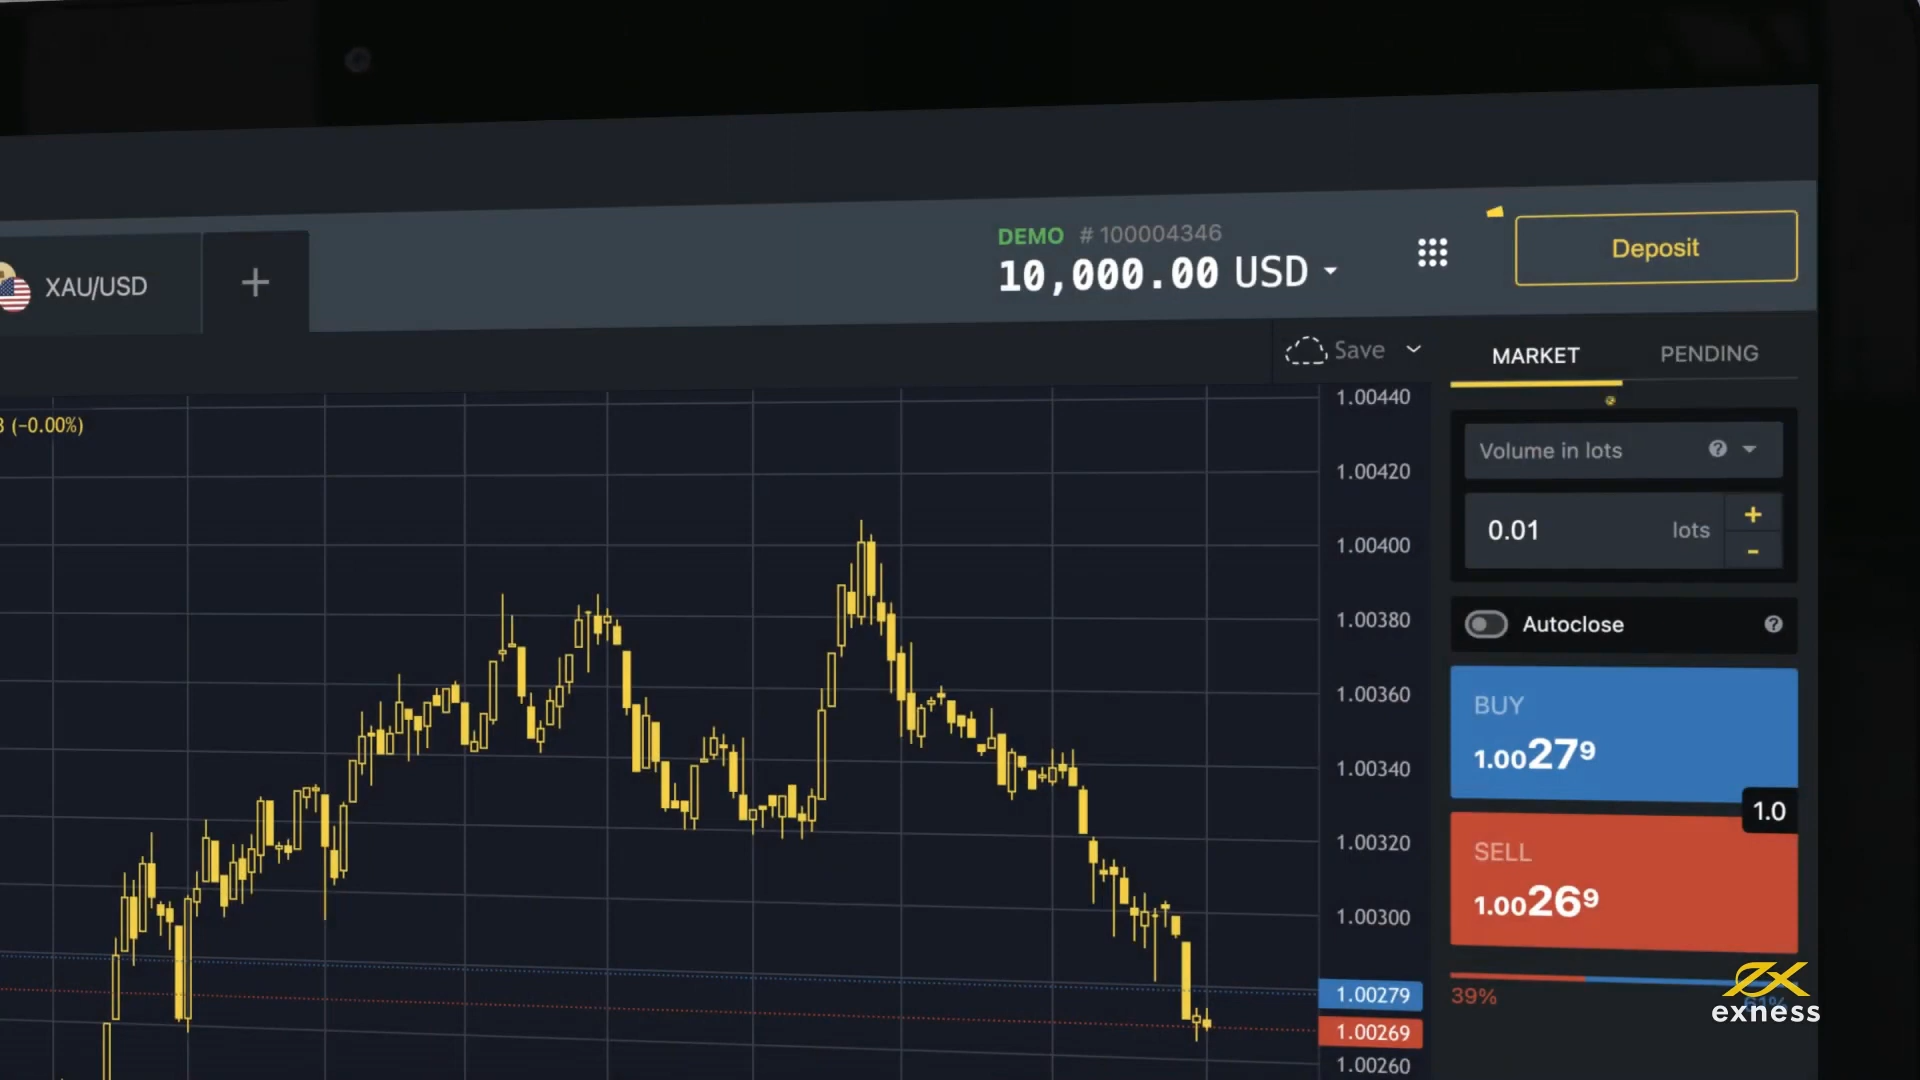 DEMO # 100004346
10,000.00 USD
Deposit
XAU/USD
Save
MARKET
PENDING
(−0.00%)
1.00440
1.00420
1.00400
1.00380
1.00360
1.00340
1.00320
1.00300
1.00279
1.00269
1.00260
Volume in lots
0.01 lots
Autoclose
BUY
1.00279
1.0
SELL
1.00269
39%
61%
exness